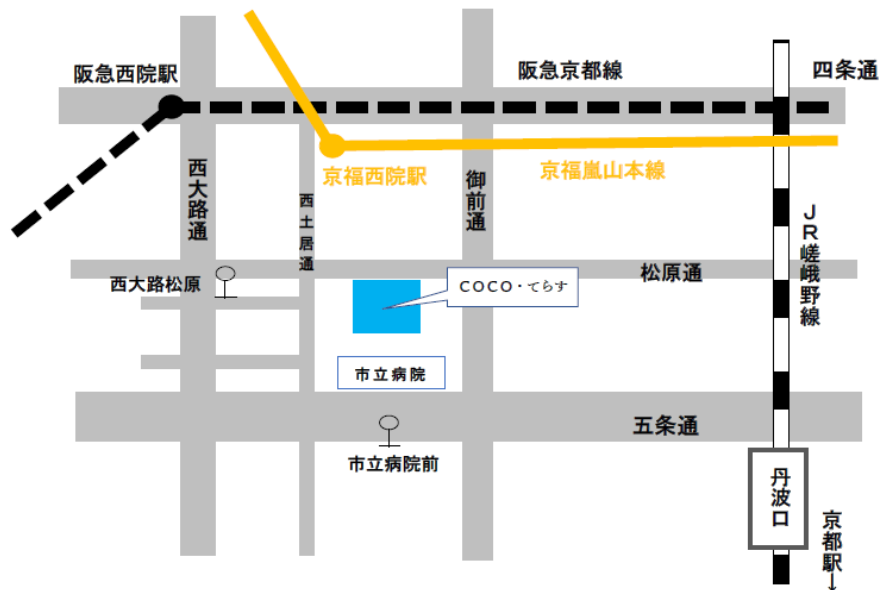 阪急西院駅
阪急京都線
四条通
京福西院駅
京福嵐山本線
西大路通
西土居通
御前通
JR嵯峨野線
松原通
西大路松原
COCO・てらす
市立病院
五条通
市立病院前
丹波口
京都駅↓